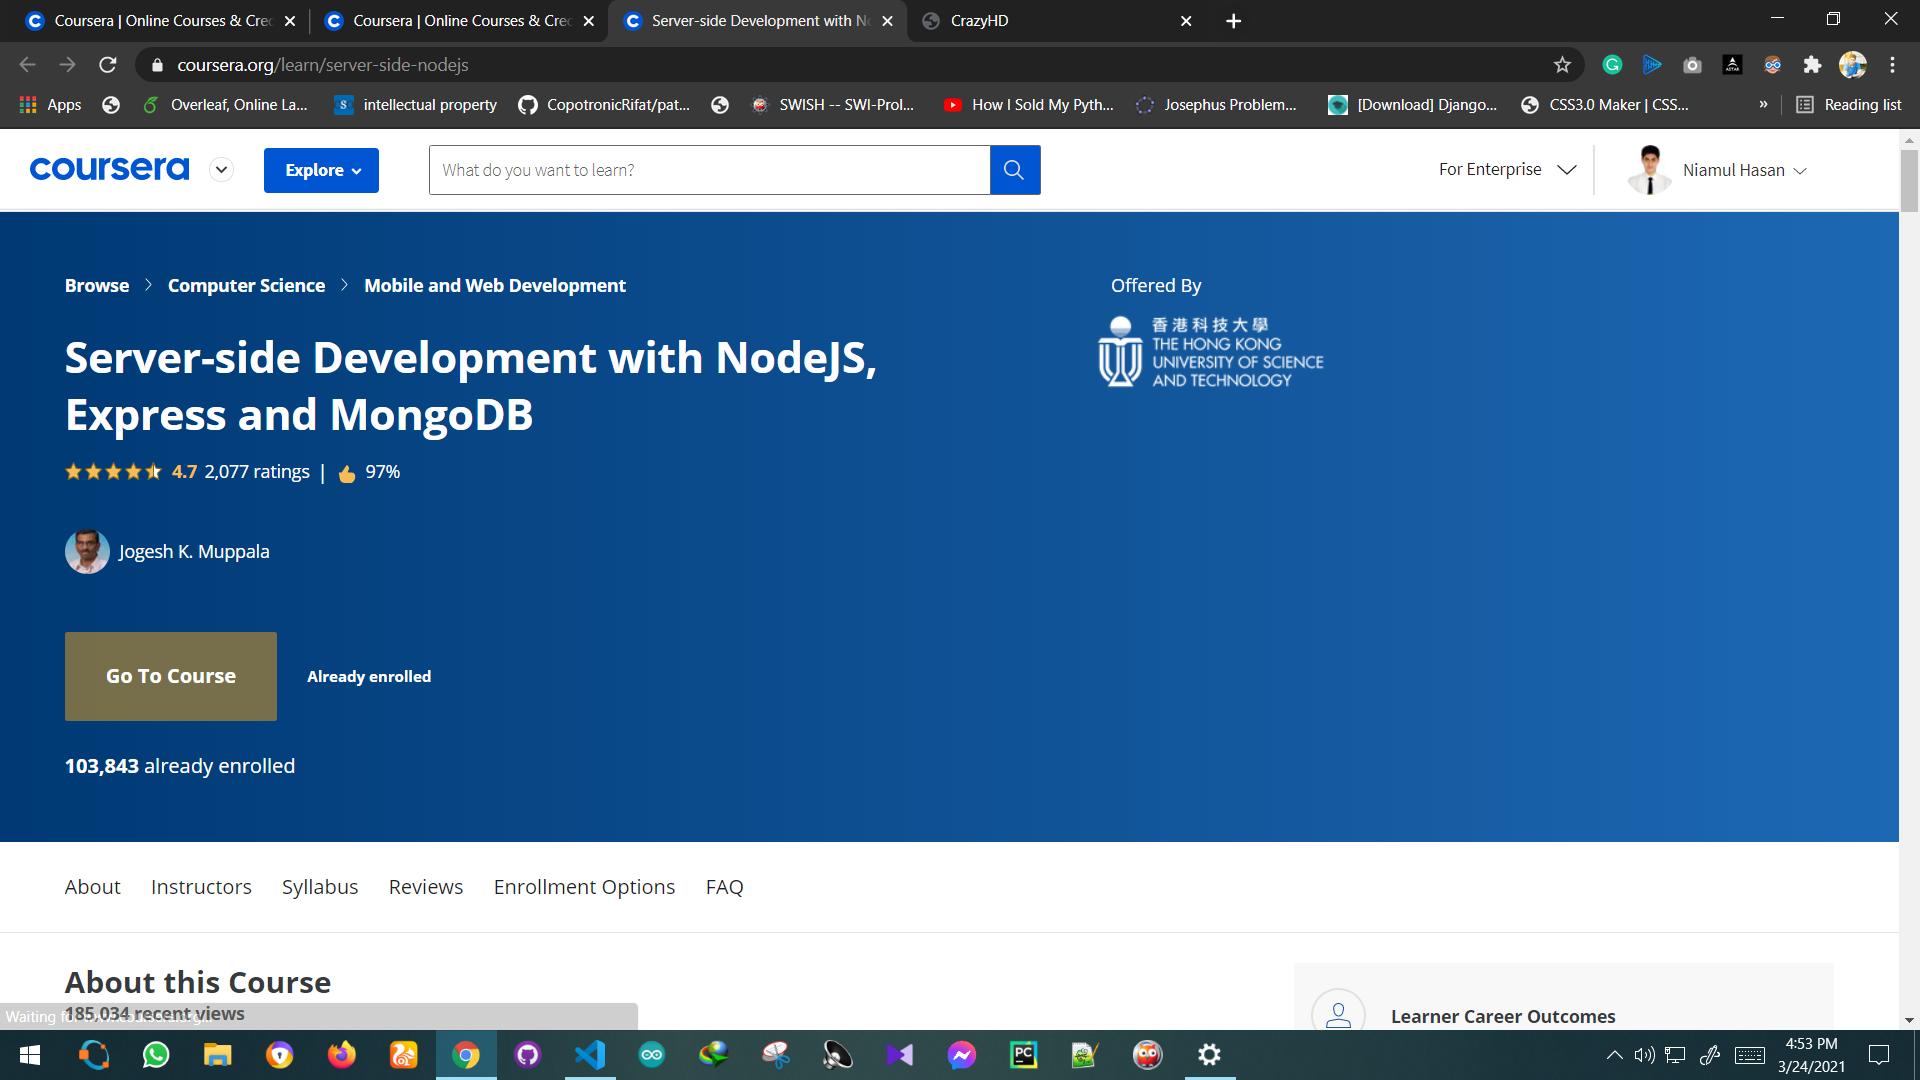 Coursera | Online Courses & Cred
Coursera | Online Courses & Cred
Server-side Development with No
CrazyHD
coursera.org/learn/server-side-nodejs
Apps
Overleaf, Online La...
intellectual property
CopotronicRifat/pat...
SWISH -- SWI-Prol...
How I Sold My Pyth...
Josephus Problem...
[Download] Django...
CSS3.0 Maker | CSS...
»
Reading list
coursera
Explore
What do you want to learn?
For Enterprise
Niamul Hasan
Browse > Computer Science > Mobile and Web Development
Server-side Development with NodeJS,
Express and MongoDB
4.7 2,077 ratings | 97%
Jogesh K. Muppala
Go To Course
Already enrolled
103,843 already enrolled
Offered By
香港科技大學
THE HONG KONG
UNIVERSITY OF SCIENCE
AND TECHNOLOGY
About Instructors Syllabus Reviews Enrollment Options FAQ
About this Course
185,034 recent views
Waiting for
Learner Career Outcomes
PC
4:53 PM
3/24/2021